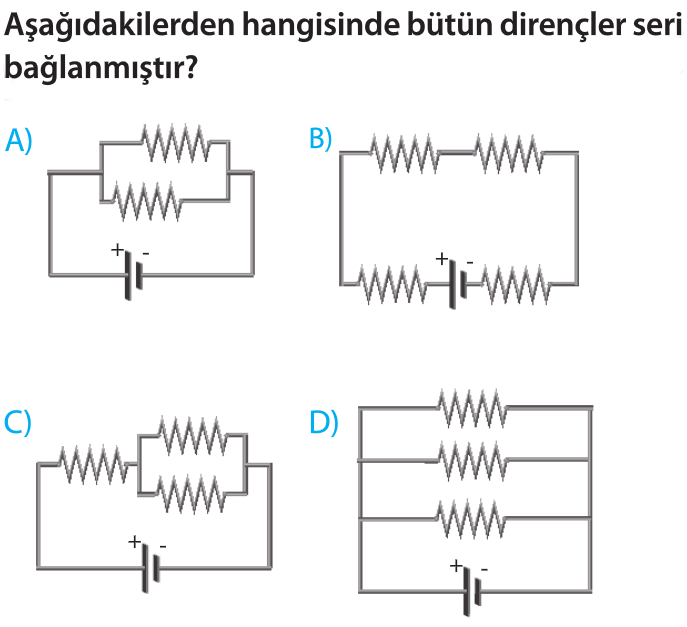 Aşağıdakilerden hangisinde bütün dirençler seri
bağlanmıştır?
A)
+ -
B)
+ -
C)
+ -
D)
+ -